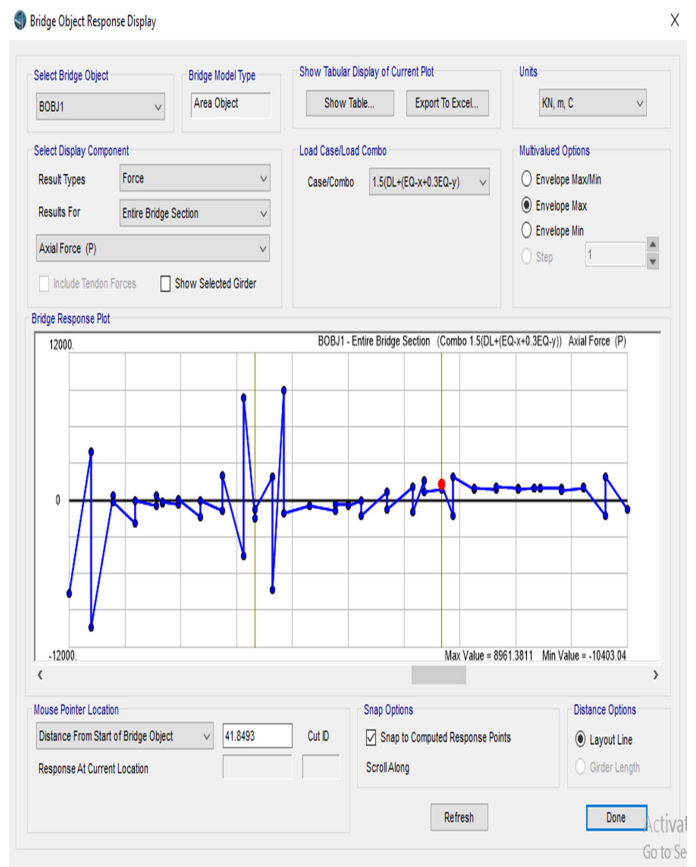 Bridge Object Response Display
X
Select Bridge Object
BOBJ1
Bridge Model Type
Area Object
Show Tabular Display of Current Plot
Show Table...
Export To Excel...
Units
KN, m, C
Select Display Component
Result Types
Force
Results For
Entire Bridge Section
Axial Force (P)
Include Tendon Forces
Show Selected Girder
Load Case/Load Combo
Case/Combo
1.5(DL+(EQ-x+0.3EQ-y)
Multivalued Options
Envelope Max/Min
Envelope Max
Envelope Min
Step
1
Bridge Response Plot
12000.
BOBJ1 - Entire Bridge Section (Combo 1.5(DL+(EQ-x+0.3EQ-y)) Axial Force (P)
0
-12000.
Max Value = 8961.3811 Min Value = -10403.04
Mouse Pointer Location
Distance From Start of Bridge Object
41.8493
Cut ID
Response At Current Location
Snap Options
Snap to Computed Response Points
Scroll Along
Distance Options
Layout Line
Girder Length
Refresh
Done
Activat
Go to Se